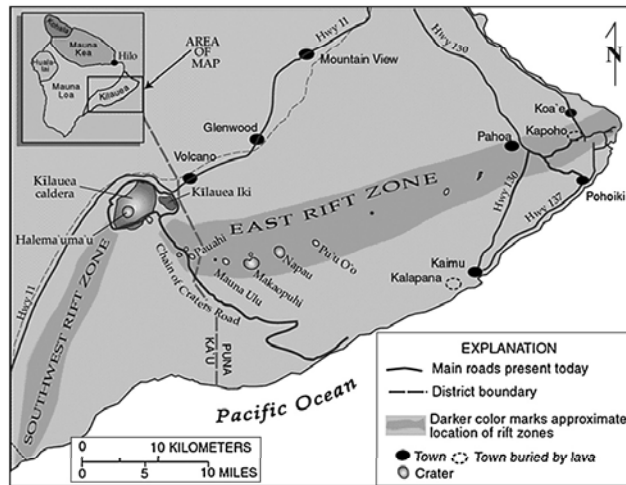 Kohala
Mauna
Kea
Hilo
Huala-
lai
Mauna
Loa
Kilauea
AREA
OF
MAP
Hwy 11
Mountain View
Hwy 130
N
Koa`e
Kapoho
Glenwood
Pahoa
Volcano
Kīlauea
caldera
Kīlauea Iki
Pohoiki
Halema`uma`u
EAST RIFT ZONE
Hwy 130
Hwy 137
Pauahi
Pu`u O`o
Napau
Kaimu
Makaopuhi
Kalapana
Mauna Ulu
Chain of Craters Road
Hwy 11
SOUTHWEST RIFT ZONE
PUNA
KA`U
Pacific Ocean
0 10 KILOMETERS
0 5 10 MILES
EXPLANATION
Main roads present today
District boundary
Darker color marks approximate
location of rift zones
Town Town buried by lava
Crater